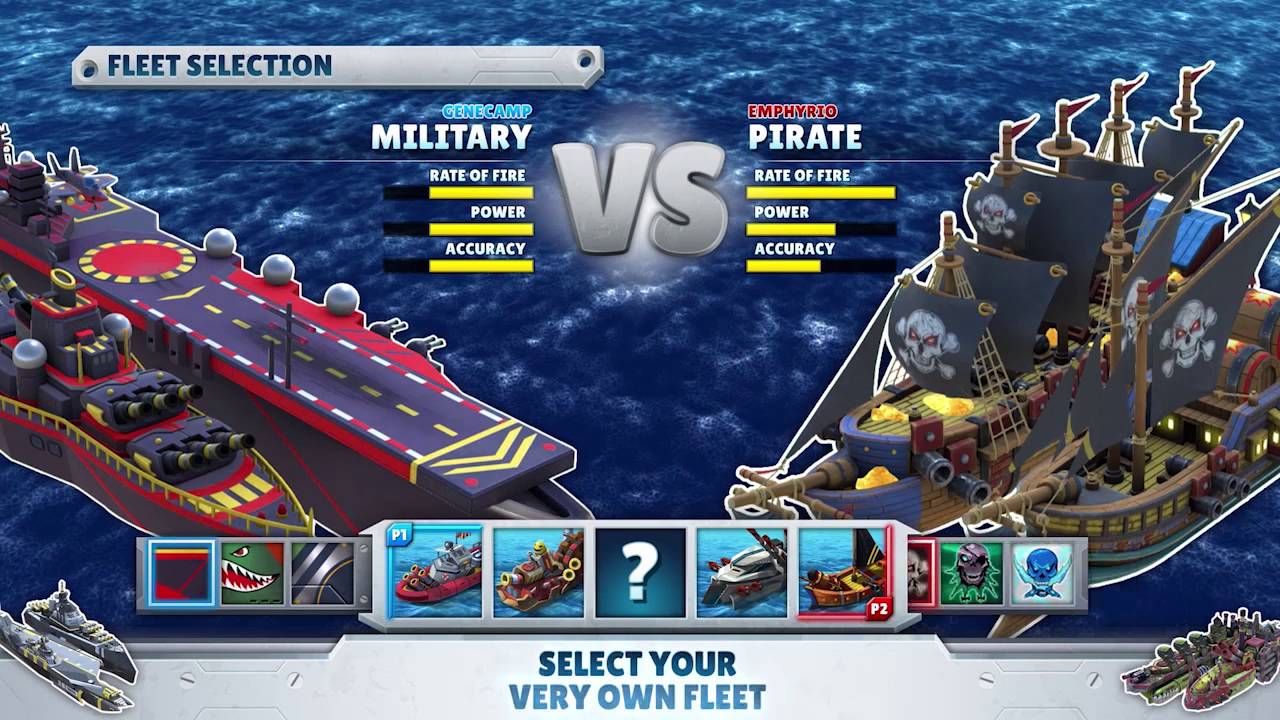 FLEET SELECTION
GENECAMP
MILITARY
RATE OF FIRE
POWER
ACCURACY
VS
EMPHYRIO
PIRATE
RATE OF FIRE
POWER
ACCURACY
P1
?
P2
SELECT YOUR
VERY OWN FLEET